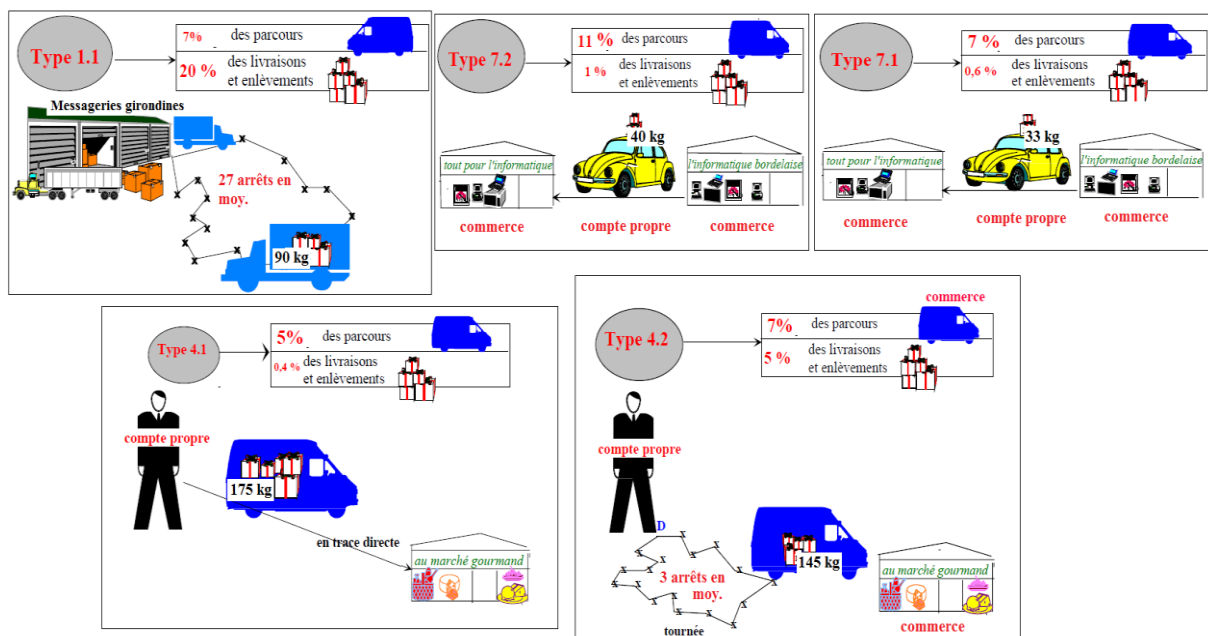 Type 1.1
7%
des parcours
20 %
des livraisons
et enlèvements
Messageries girondines
27 arrêts en
moy.
90 kg
Type 7.2
11 %
des parcours
1 %
des livraisons
et enlèvements
40 kg
tout pour l'informatique
l'informatique bordelaise
commerce
compte propre
commerce
Type 7.1
7 %
des parcours
0,6 %
des livraisons
et enlèvements
33 kg
tout pour l'informatique
l'informatique bordelaise
commerce
compte propre
commerce
Type 4.1
5%
des parcours
0,4 %
des livraisons
et enlèvements
compte propre
175 kg
en trace directe
au marché gourmand
commerce
Type 4.2
7%
des parcours
5 %
des livraisons
et enlèvements
compte propre
D
145 kg
3 arrêts en
moy.
tournée
au marché gourmand
commerce